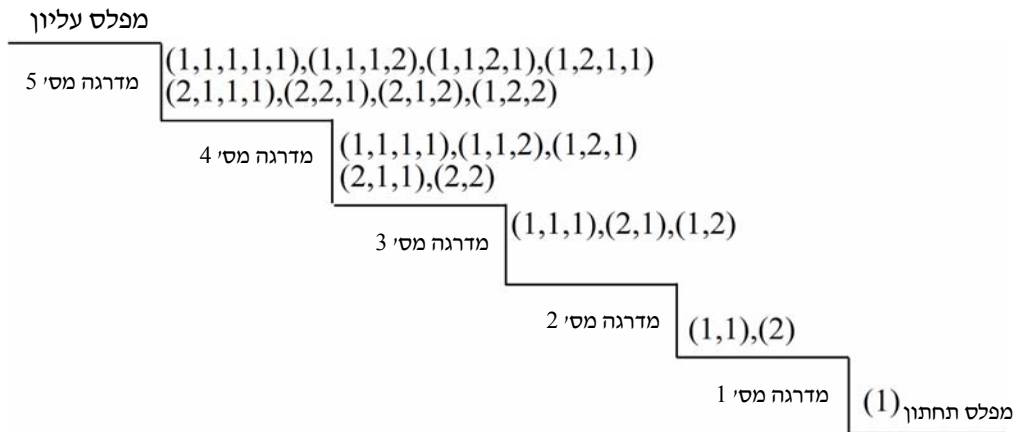 מפלס עליון
מדרגה מס׳ 5
(1,1,1,1,1),(1,1,1,2),(1,1,2,1),(1,2,1,1)
(2,1,1,1),(2,2,1),(2,1,2),(1,2,2)
מדרגה מס׳ 4
(1,1,1,1),(1,1,2),(1,2,1)
(2,1,1),(2,2)
מדרגה מס׳ 3
(1,1,1),(2,1),(1,2)
מדרגה מס׳ 2
(1,1),(2)
מדרגה מס׳ 1
(1)
מפלס תחתון